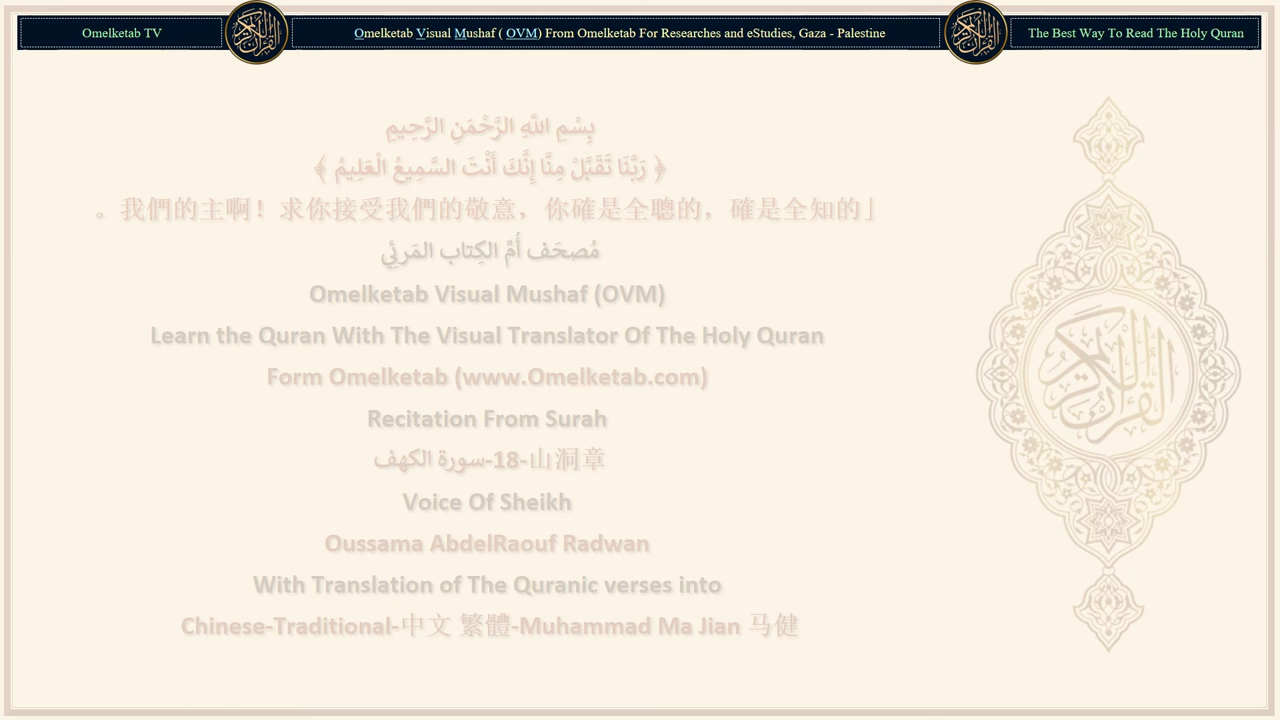 Omelketab TV
Omelketab Visual Mushaf ( OVM) From Omelketab For Researches and eStudies, Gaza - Palestine
The Best Way To Read The Holy Quran
بِسْمِ اللَّهِ الرَّحْمَنِ الرَّحِيمِ
﴿ رَبَّنَا تَقَبَّلْ مِنَّا إِنَّكَ أَنْتَ السَّمِيعُ الْعَلِيمُ ﴾
。我們的主啊！求你接受我們的敬意，你確是全聰的，確是全知的」
مُصحَف أُمِّ الكِتاب المَرئِي
Omelketab Visual Mushaf (OVM)
Learn the Quran With The Visual Translator Of The Holy Quran
Form Omelketab (www.Omelketab.com)
Recitation From Surah
سورة الكهف-18-山洞章
Voice Of Sheikh
Oussama AbdelRaouf Radwan
With Translation of The Quranic verses into
Chinese-Traditional-中文 繁體-Muhammad Ma Jian 马健